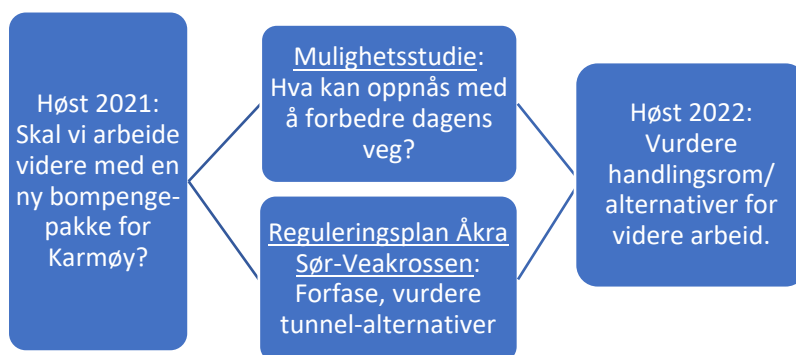 Høst 2021:
Skal vi arbeide
videre med en
ny bompenge-
pakke for
Karmøy?
Mulighetsstudie:
Hva kan oppnås med
å forbedre dagens
veg?
Reguleringsplan Åkra
Sør-Veakrossen:
Forfase, vurdere
tunnel-alternativer
Høst 2022:
Vurdere
handlingsrom/
alternativer for
videre arbeid.